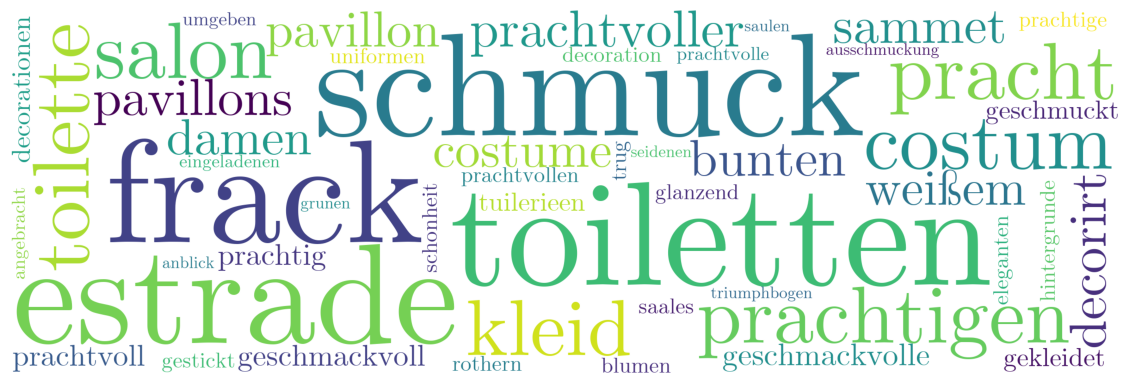 umgeben
pavillon
prachtvoller
saulen
sammet
prachtige
decorationen
toilette
salon
uniformen
schmuck
decoration
prachtvolle
ausschmuckung
pracht
pavillons
geschmuckt
damen
eingeladenen
frack
costume
trug
seidenen
bunten
costum
prachtvollen
glanzend
weißem
angebracht
grunen
schonheit
tuilerieen
toiletten
eleganten
hintergrunde
decorirt
anblick
prachtig
estrade
kleid
saales
triumphbogen
prachtigen
prachtvoll
gestickt
geschmackvoll
rothern
blumen
geschmackvolle
gekleidet